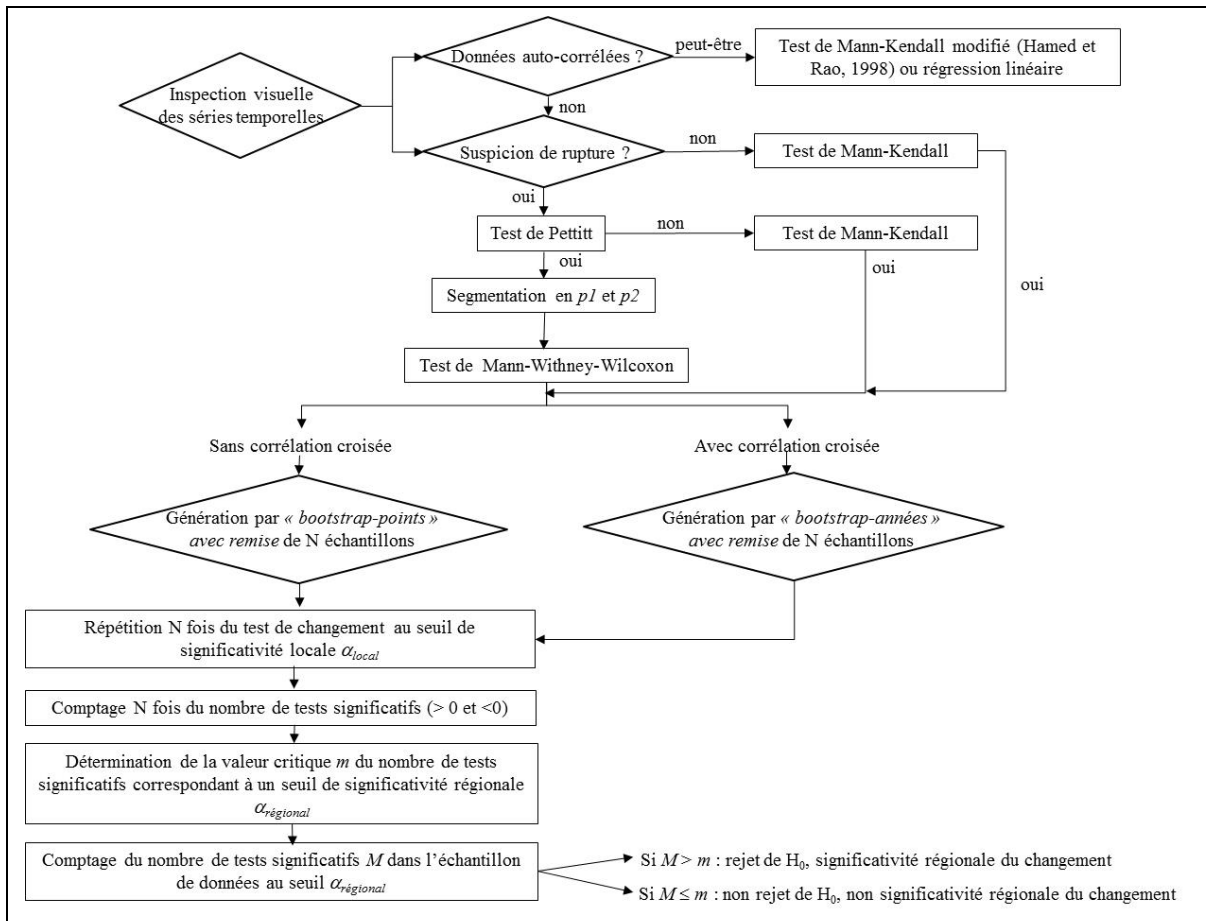 Données auto-corrélées ?
peut-être
Test de Mann-Kendall modifié (Hamed et
Rao, 1998) ou régression linéaire
Inspection visuelle
des séries temporelles
non
Suspicion de rupture ?
non
Test de Mann-Kendall
oui
Test de Pettitt
non
Test de Mann-Kendall
oui
oui
oui
Segmentation en p1 et p2
Test de Mann-Withney-Wilcoxon
Sans corrélation croisée
Avec corrélation croisée
Génération par « bootstrap-points »
avec remise de N échantillons
Génération par « bootstrap-années »
avec remise de N échantillons
Répétition N fois du test de changement au seuil de
significativité locale αlocal
Comptage N fois du nombre de tests significatifs (> 0 et <0)
Détermination de la valeur critique m du nombre de tests
significatifs correspondant à un seuil de significativité régionale
αrégional
Comptage du nombre de tests significatifs M dans l'échantillon
de données au seuil αrégional
Si M > m : rejet de H0, significativité régionale du changement
Si M ≤ m : non rejet de H0, non significativité régionale du changement